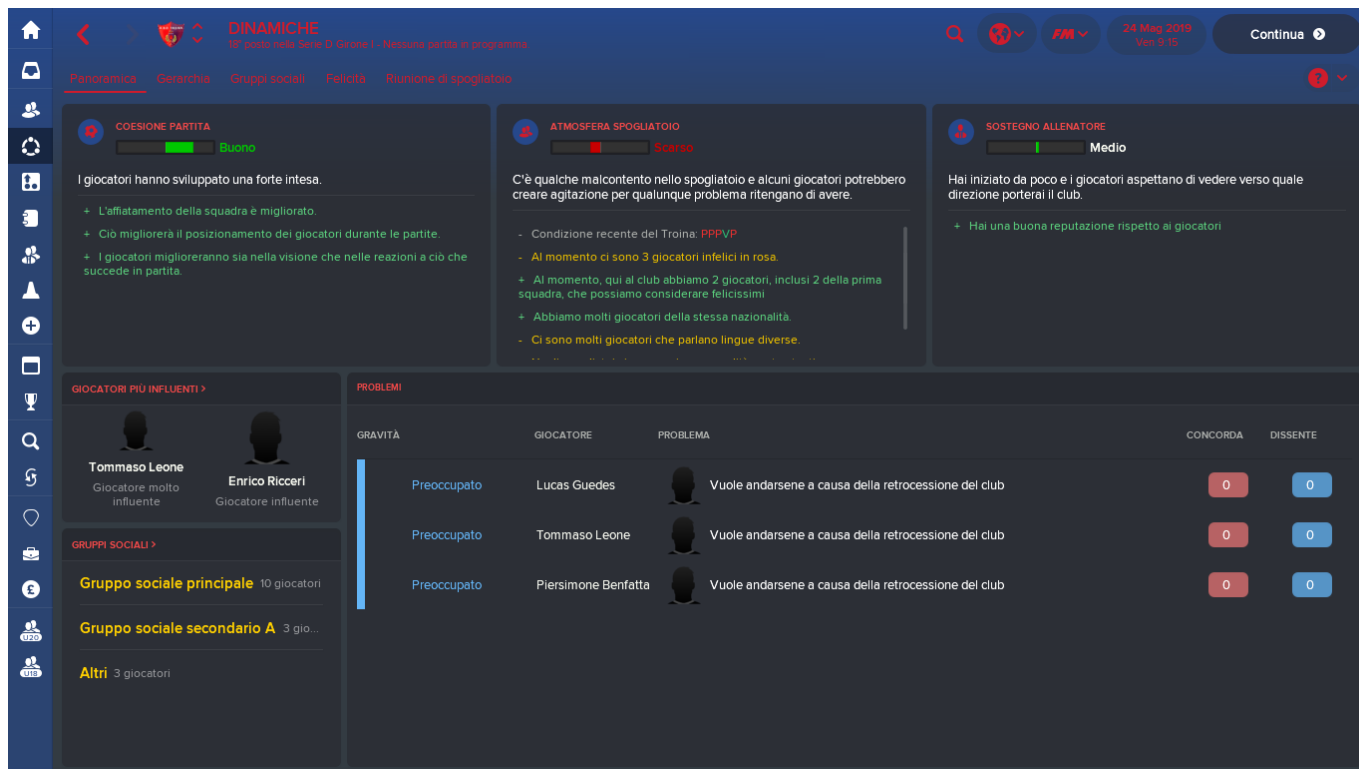 DINAMICHE
18° posto nella Serie D Girone I - Nessuna partita in programma
FM
24 Mag 2019
Ven 9:15
Continua
Panoramica Gerarchia Gruppi sociali Felicità Riunione di spogliatoio
?
COESIONE PARTITA
Buono
I giocatori hanno sviluppato una forte intesa.
+ L'affiatamento della squadra è migliorato.
+ Ciò migliorerà il posizionamento dei giocatori durante le partite.
+ I giocatori miglioreranno sia nella visione che nelle reazioni a ciò che
succede in partita.
ATMOSFERA SPOGLIATOIO
Scarso
C'è qualche malcontento nello spogliatoio e alcuni giocatori potrebbero
creare agitazione per qualunque problema ritengano di avere.
- Condizione recente del Troina: PPPVP
- Al momento ci sono 3 giocatori infelici in rosa.
+ Al momento, qui al club abbiamo 2 giocatori, inclusi 2 della prima
squadra, che possiamo considerare felicissimi
+ Abbiamo molti giocatori della stessa nazionalità.
- Ci sono molti giocatori che parlano lingue diverse.
SOSTEGNO ALLENATORE
Medio
Hai iniziato da poco e i giocatori aspettano di vedere verso quale
direzione porterai il club.
+ Hai una buona reputazione rispetto ai giocatori
GIOCATORI PIÙ INFLUENTI >
Tommaso Leone
Giocatore molto
influente
Enrico Ricceri
Giocatore influente
GRUPPI SOCIALI >
Gruppo sociale principale 10 giocatori
Gruppo sociale secondario A 3 gio...
Altri 3 giocatori
PROBLEMI
GRAVITÀ GIOCATORE PROBLEMA CONCORDA DISSENTE
Preoccupato Lucas Guedes Vuole andarsene a causa della retrocessione del club 0 0
Preoccupato Tommaso Leone Vuole andarsene a causa della retrocessione del club 0 0
Preoccupato Piersimone Benfatta Vuole andarsene a causa della retrocessione del club 0 0
U20
U18